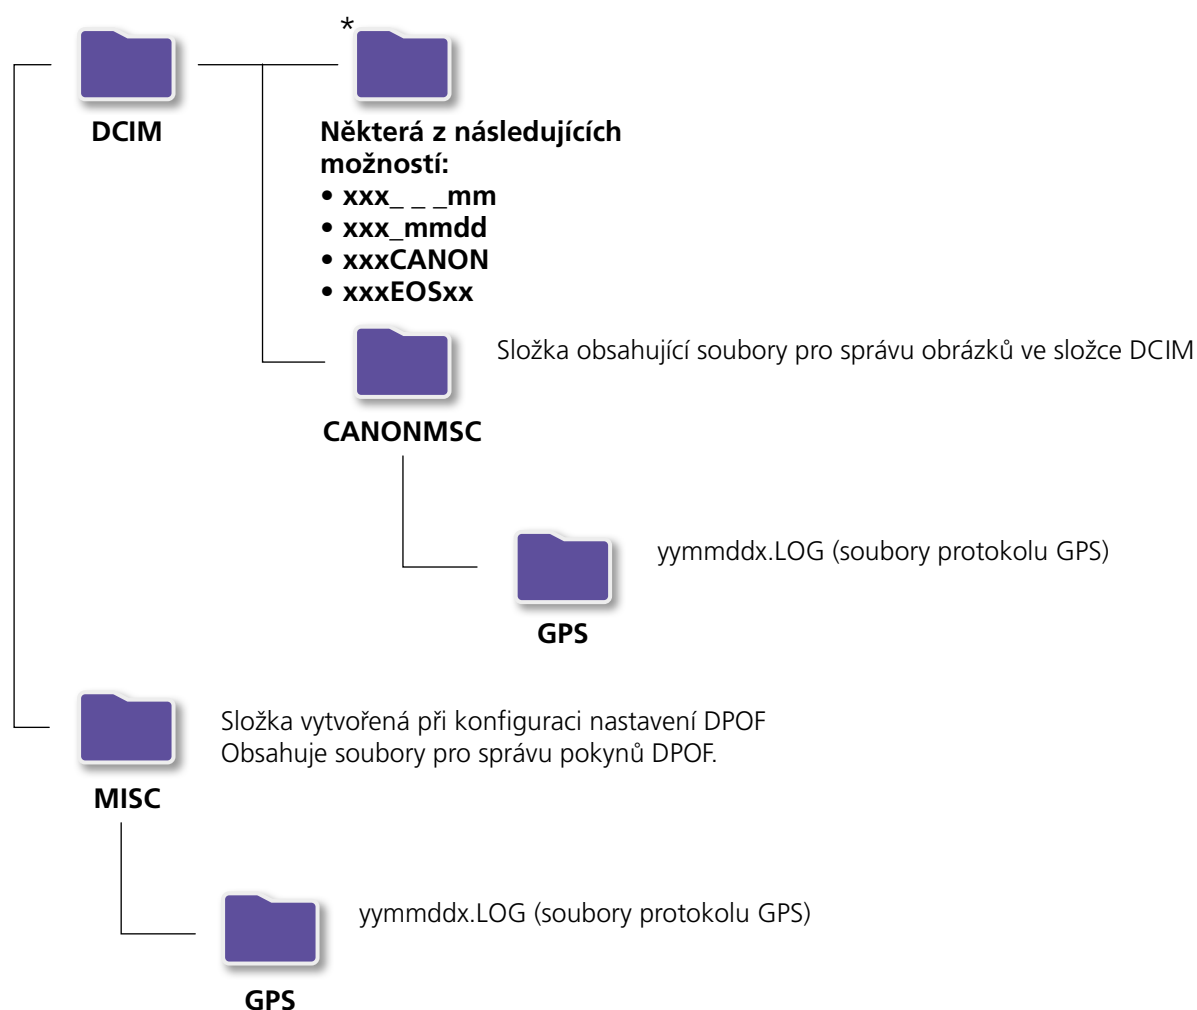 *
DCIM
Některá z následujících
možností:
• xxx_ _ _mm
• xxx_mmdd
• xxxCANON
• xxxEOSxx
Složka obsahující soubory pro správu obrázků ve složce DCIM
CANONMSC
yymmddx.LOG (soubory protokolu GPS)
GPS
Složka vytvořená při konfiguraci nastavení DPOF
Obsahuje soubory pro správu pokynů DPOF.
MISC
yymmddx.LOG (soubory protokolu GPS)
GPS